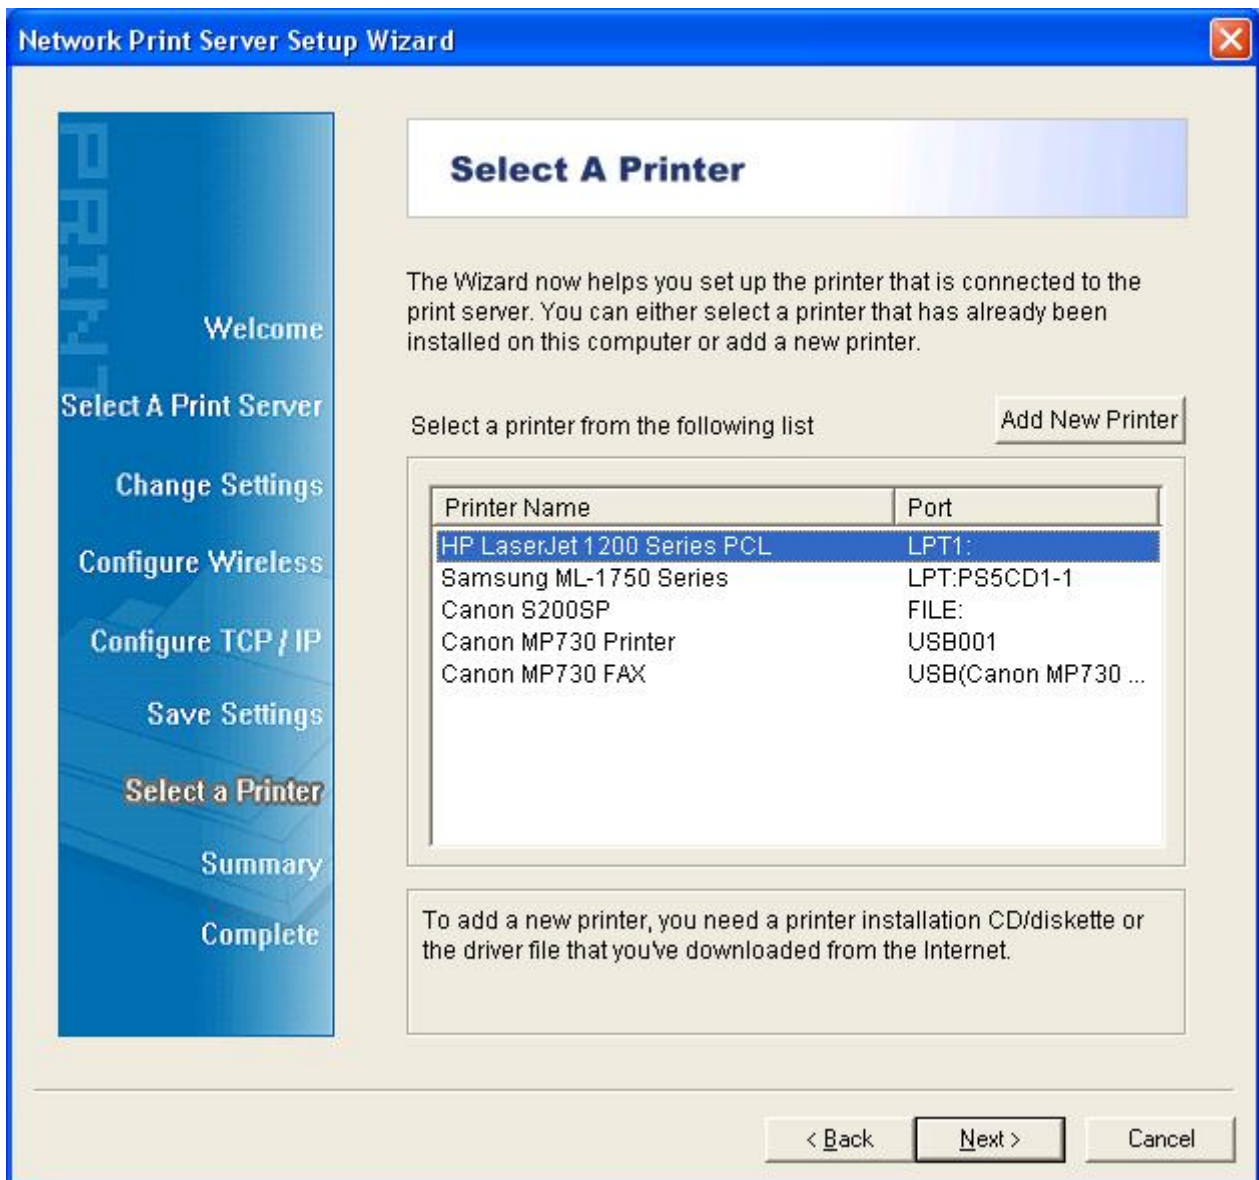 Network Print Server Setup Wizard
PRINT
Welcome
Select A Print Server
Change Settings
Configure Wireless
Configure TCP / IP
Save Settings
Select a Printer
Summary
Complete
Select A Printer
The Wizard now helps you set up the printer that is connected to the
print server. You can either select a printer that has already been
installed on this computer or add a new printer.
Select a printer from the following list
Add New Printer
Printer Name Port
HP LaserJet 1200 Series PCL LPT1:
Samsung ML-1750 Series LPT:PS5CD1-1
Canon S200SP FILE:
Canon MP730 Printer USB001
Canon MP730 FAX USB(Canon MP730 ...
To add a new printer, you need a printer installation CD/diskette or
the driver file that you've downloaded from the Internet.
< Back Next > Cancel